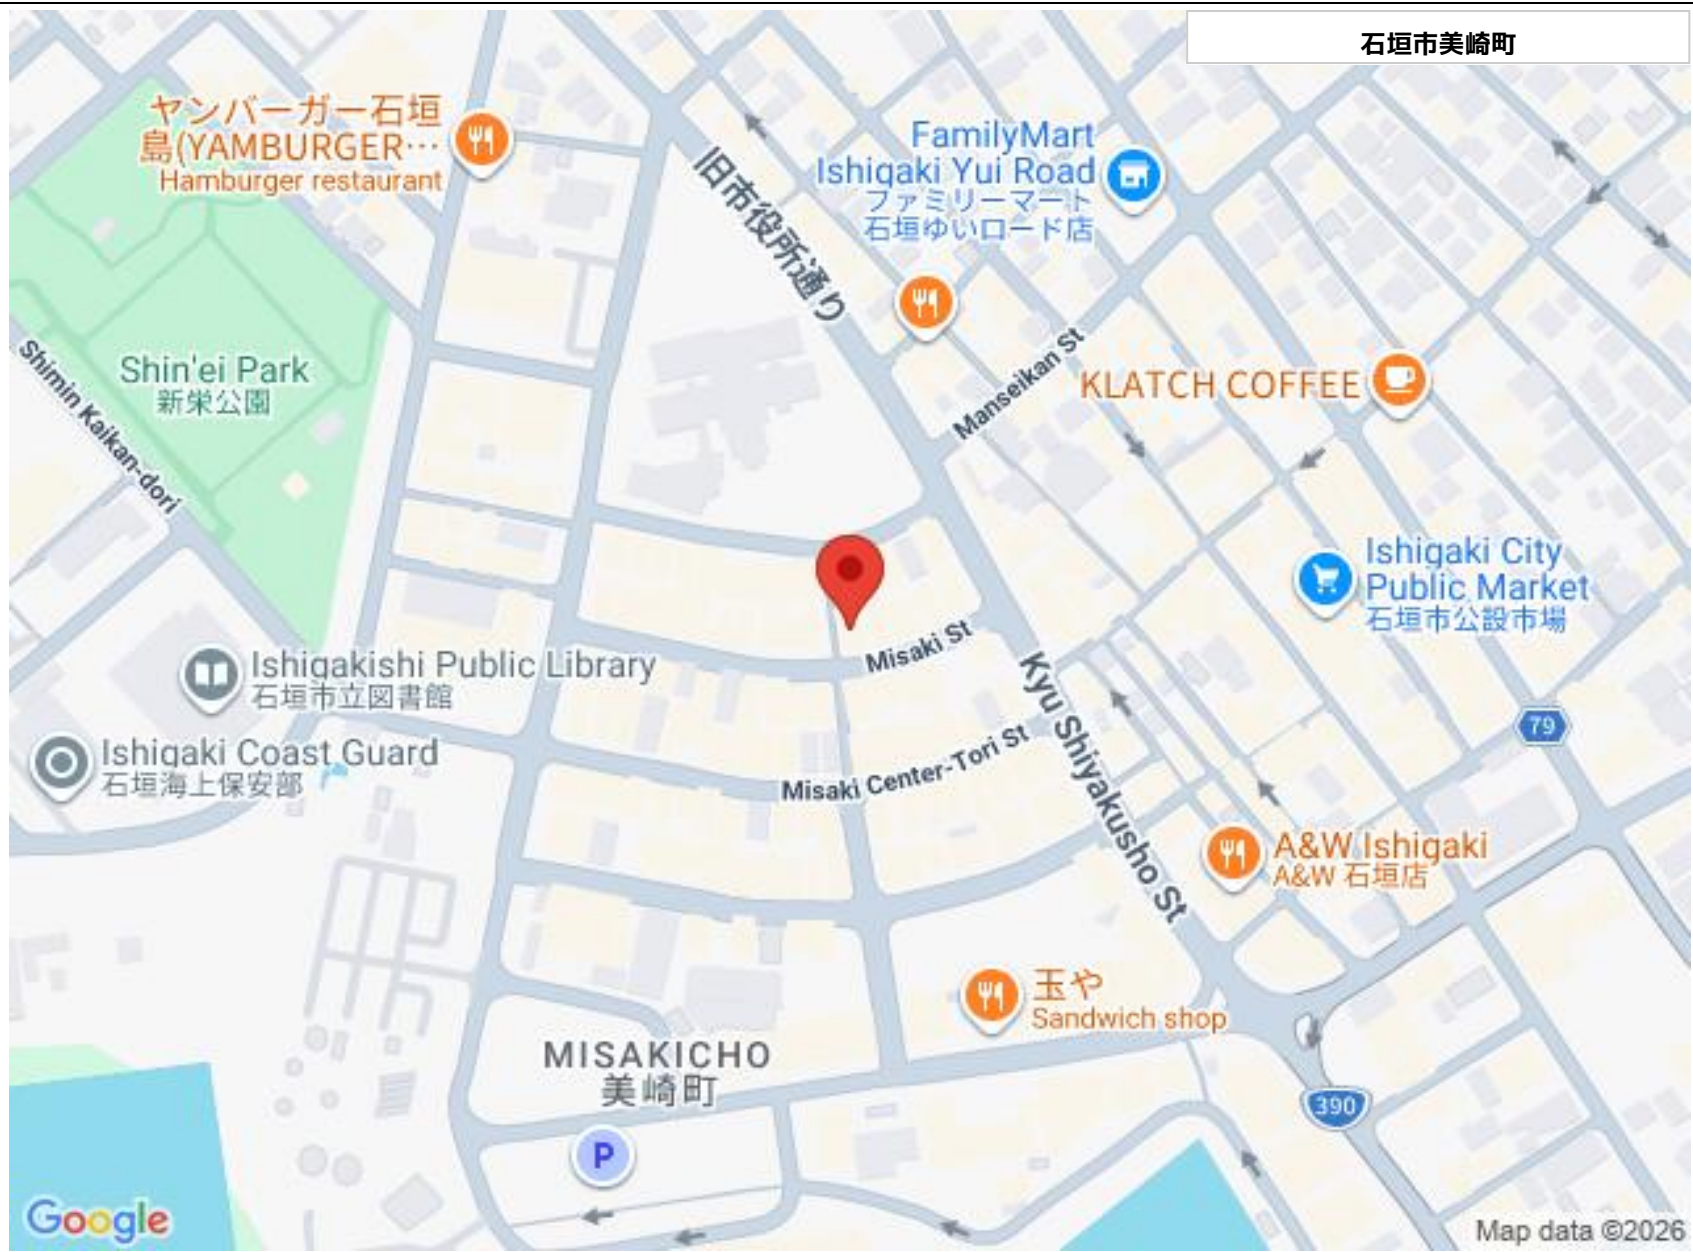 石垣市美崎町
ヤンバーガー石垣
島(YAMBURGER…
Hamburger restaurant
旧市役所通り
FamilyMart
Ishigaki Yui Road
ファミリーマート
石垣ゆいロード店
Shin'ei Park
新栄公園
Shimin Kaikan-dori
Manseikan St
KLATCH COFFEE
Ishigaki City
Public Market
石垣市公設市場
Misaki St
Ishigakishi Public Library
石垣市立図書館
Kyu Shiyakusho St
79
Ishigaki Coast Guard
石垣海上保安部
Misaki Center-Tori St
A&W Ishigaki
A&W 石垣店
玉や
Sandwich shop
MISAKICHO
美崎町
390
P
Google
Map data ©2026